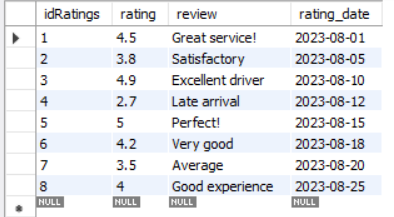 idRatings rating review rating_date
1 4.5 Great service! 2023-08-01
2 3.8 Satisfactory 2023-08-05
3 4.9 Excellent driver 2023-08-10
4 2.7 Late arrival 2023-08-12
5 5 Perfect! 2023-08-15
6 4.2 Very good 2023-08-18
7 3.5 Average 2023-08-20
8 4 Good experience 2023-08-25
NULL NULL NULL NULL